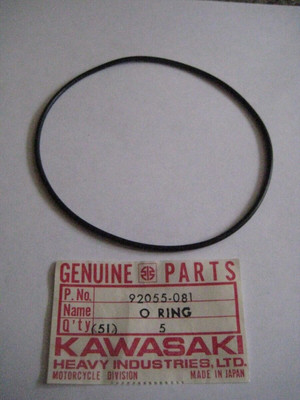 GENUINE PARTS
P. No. 92055-081
Name O RING
Q'ty (51) 5
KAWASAKI
HEAVY INDUSTRIES, LTD.
MOTORCYCLE DIVISION MADE IN JAPAN